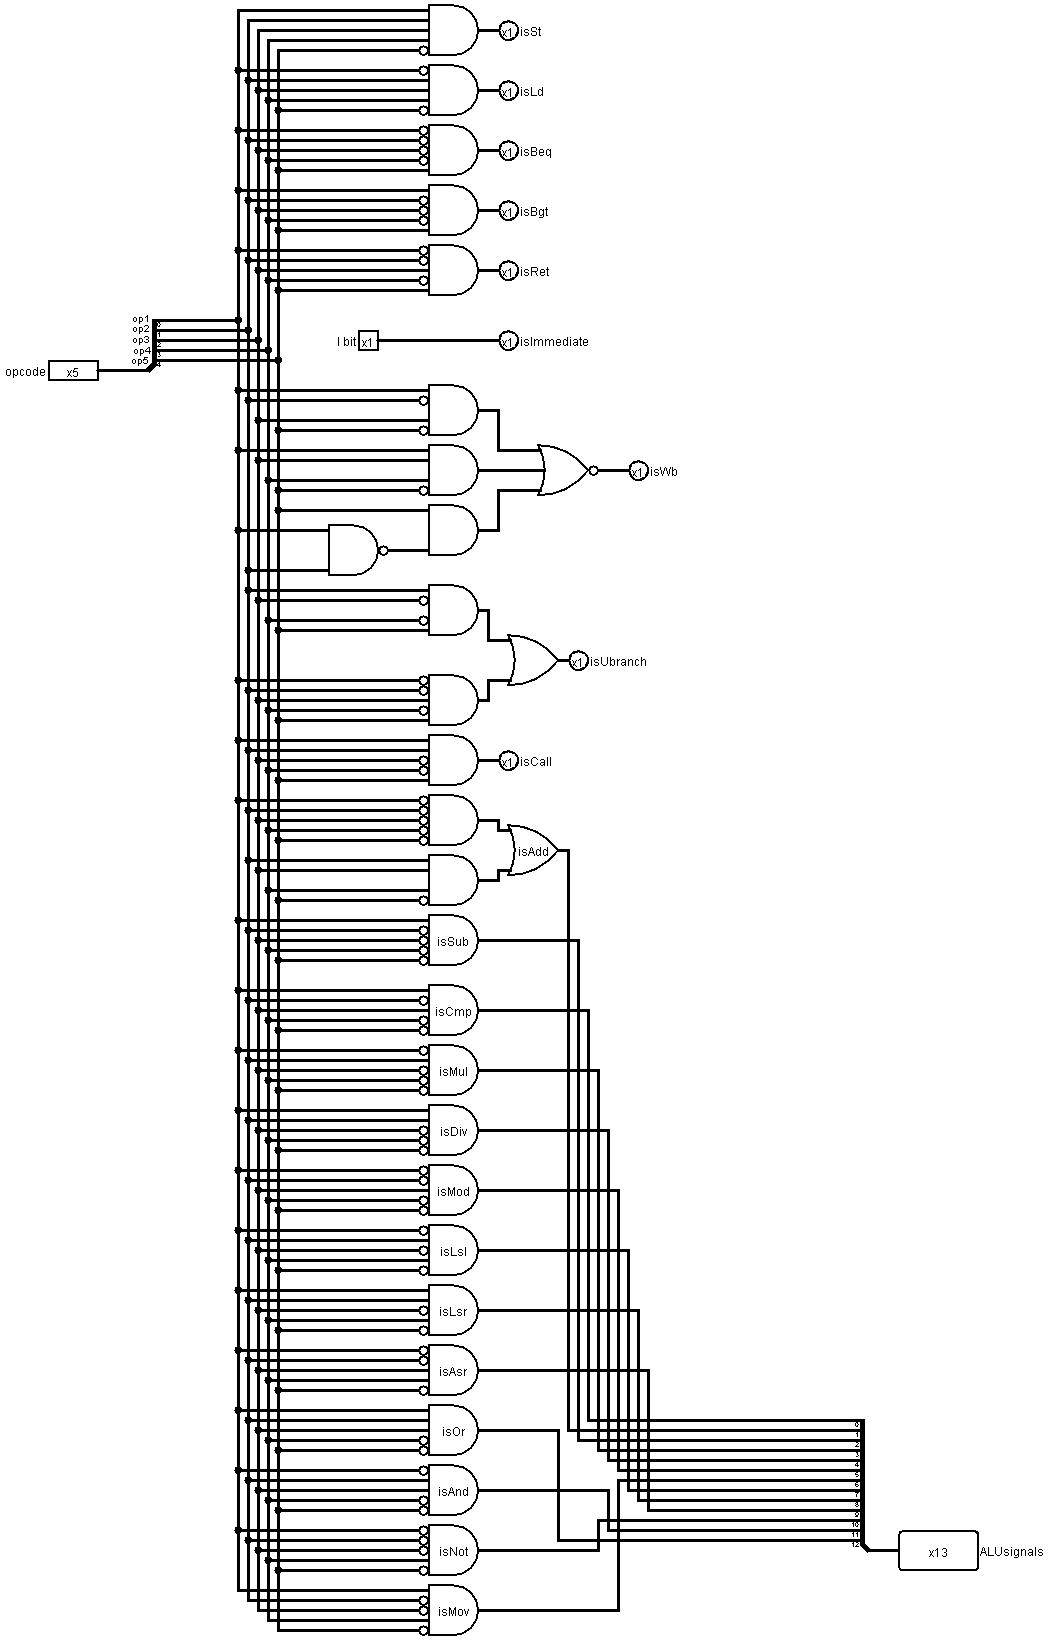 x1 isSt
x1 isLd
x1 isBeq
x1 isBgt
x1 isRet
op1
0
op2
1
op3
2
op4
3
op5
4
I bit x1
x1 isImmediate
opcode x5
x1 isWb
x1 isUbranch
x1 isCall
isAdd
isSub
isCmp
isMul
isDiv
isMod
isLsl
isLsr
isAsr
isOr
isAnd
isNot
isMov
0
1
2
3
4
5
6
7
8
9
10
11
12
x13 ALUsignals